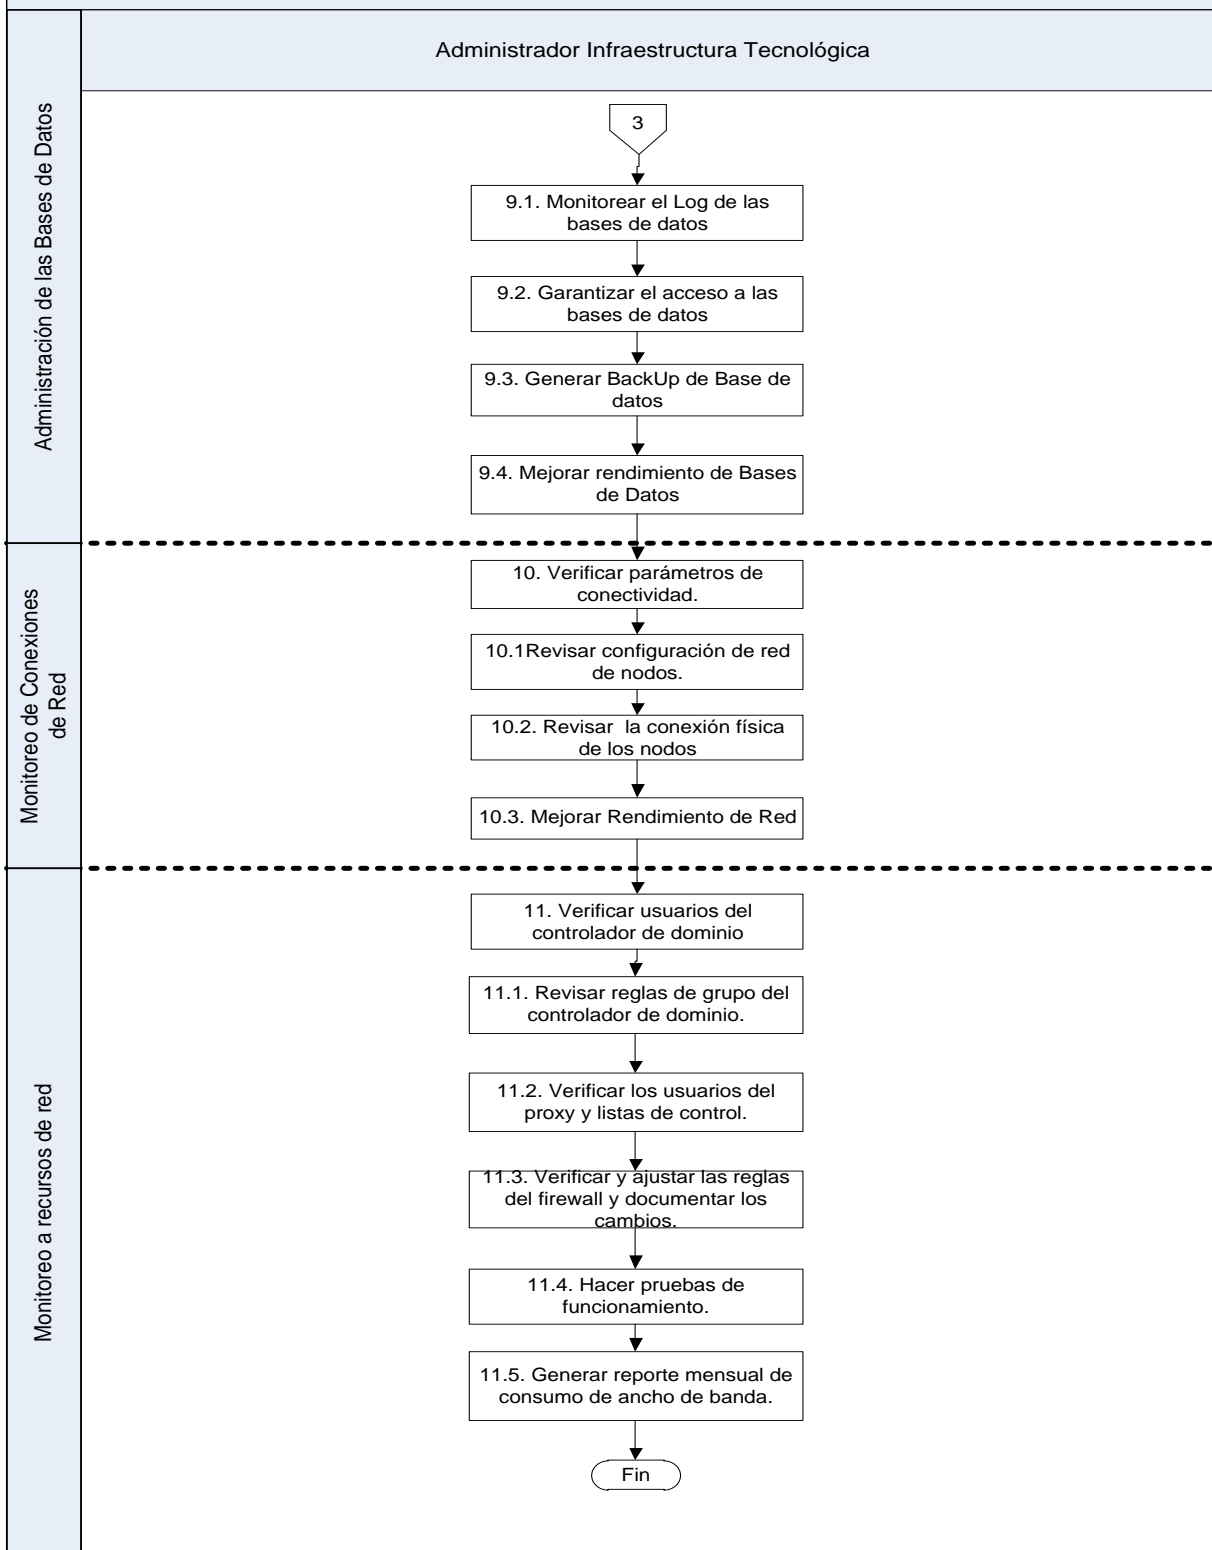 Administrador Infraestructura Tecnológica
Administración de las Bases de Datos
3
9.1. Monitorear el Log de las
bases de datos
9.2. Garantizar el acceso a las
bases de datos
9.3. Generar BackUp de Base de
datos
9.4. Mejorar rendimiento de Bases
de Datos
Monitoreo de Conexiones
de Red
10. Verificar parámetros de
conectividad.
10.1Revisar configuración de red
de nodos.
10.2. Revisar  la conexión física
de los nodos
10.3. Mejorar Rendimiento de Red
Monitoreo a recursos de red
11. Verificar usuarios del
controlador de dominio
11.1. Revisar reglas de grupo del
controlador de dominio.
11.2. Verificar los usuarios del
proxy y listas de control.
11.3. Verificar y ajustar las reglas
del firewall y documentar los
cambios.
11.4. Hacer pruebas de
funcionamiento.
11.5. Generar reporte mensual de
consumo de ancho de banda.
Fin